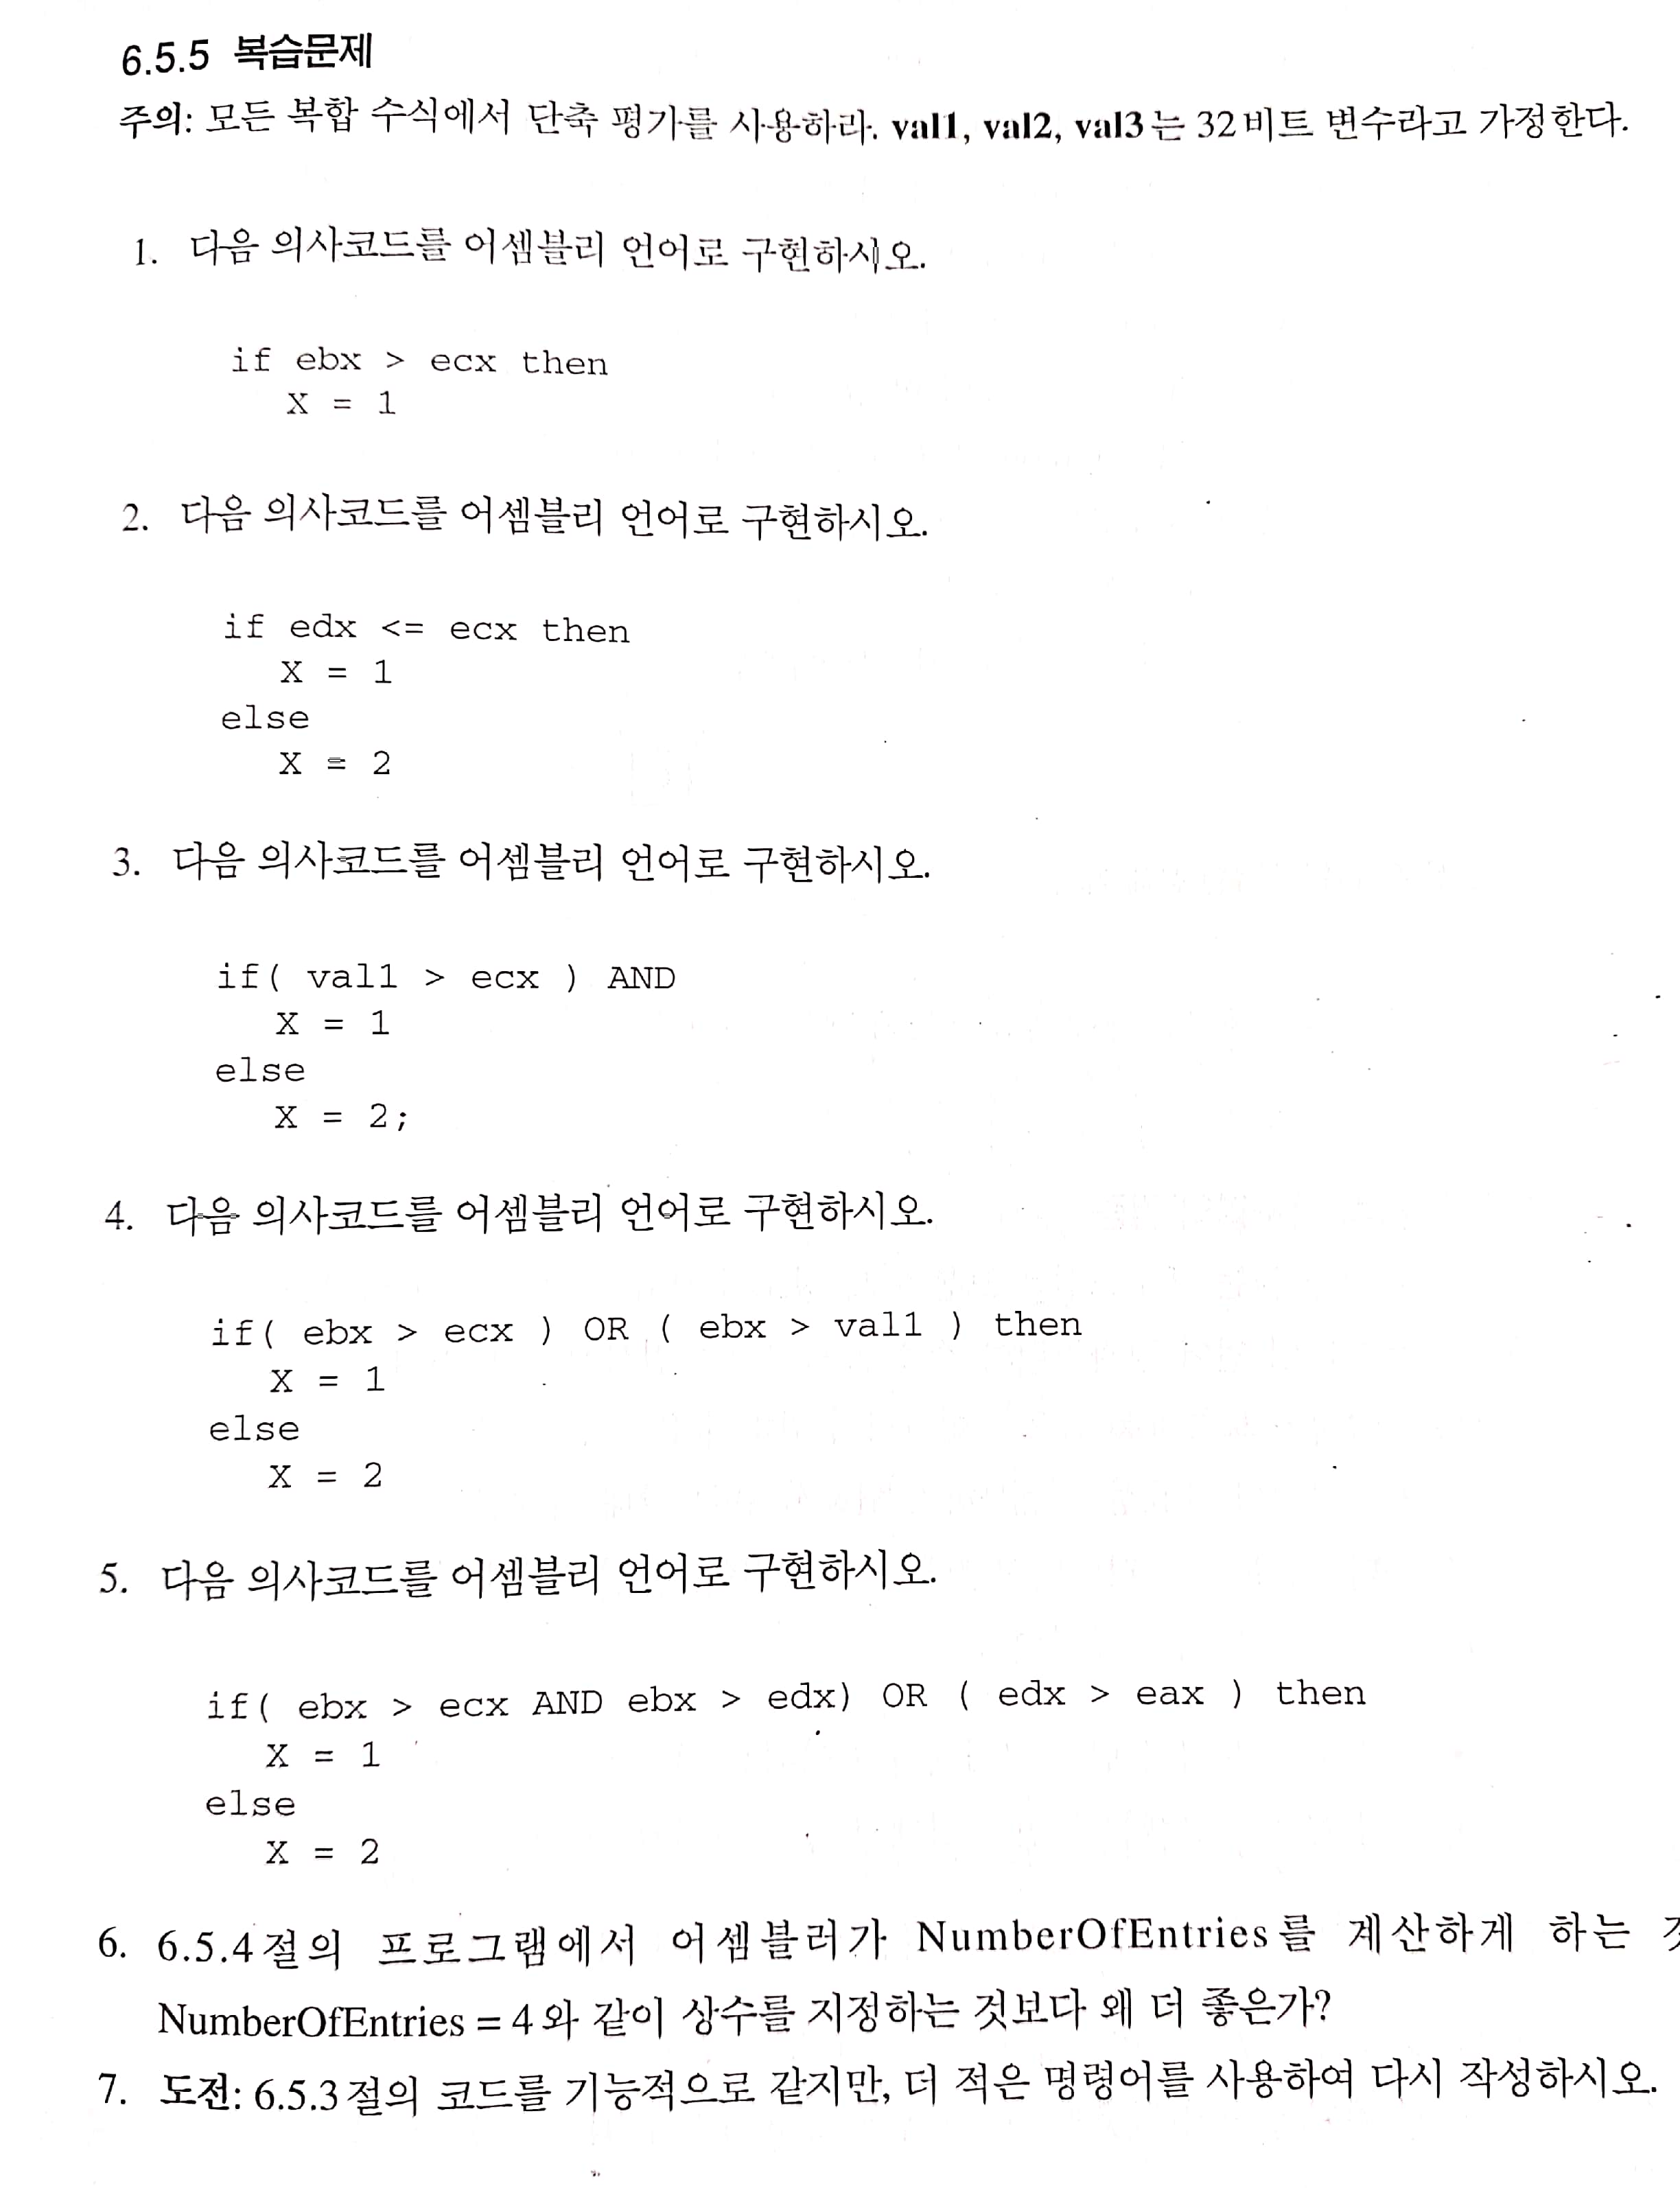 6.5.5 복습문제
주의: 모든 복합 수식에서 단축 평가를 사용하라. val1, val2, val3는 32비트 변수라고 가정한다.
1. 다음 의사코드를 어셈블리 언어로 구현하시오.
if ebx > ecx then
X = 1
2. 다음 의사코드를 어셈블리 언어로 구현하시오.
if edx <= ecx then
X = 1
else
X = 2
3. 다음 의사코드를 어셈블리 언어로 구현하시오.
if( val1 > ecx ) AND
X = 1
else
X = 2;
4. 다음 의사코드를 어셈블리 언어로 구현하시오.
if( ebx > ecx ) OR ( ebx > val1 ) then
X = 1
else
X = 2
5. 다음 의사코드를 어셈블리 언어로 구현하시오.
if( ebx > ecx AND ebx > edx) OR ( edx > eax ) then
X = 1
else
X = 2
6. 6.5.4절의 프로그램에서 어셈블러가 NumberOfEntries를 계산하게 하는
NumberOfEntries = 4와 같이 상수를 지정하는 것보다 왜 더 좋은가?
7. 도전: 6.5.3절의 코드를 기능적으로 같지만, 더 적은 명령어를 사용하여 다시 작성하시오.